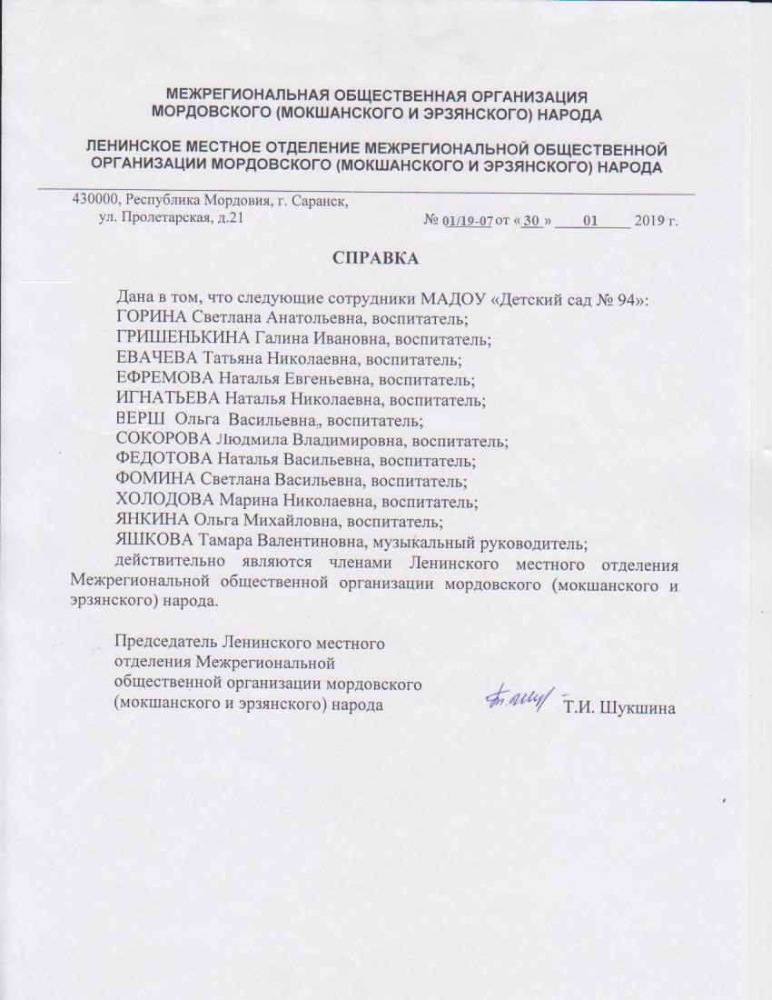 МЕЖРЕГИОНАЛЬНАЯ ОБЩЕСТВЕННАЯ ОРГАНИЗАЦИЯ
МОРДОВСКОГО (МОКШАНСКОГО И ЭРЗЯНСКОГО) НАРОДА
ЛЕНИНСКОЕ МЕСТНОЕ ОТДЕЛЕНИЕ МЕЖРЕГИОНАЛЬНОЙ ОБЩЕСТВЕННОЙ
ОРГАНИЗАЦИИ МОРДОВСКОГО (МОКШАНСКОГО И ЭРЗЯНСКОГО) НАРОДА
430000, Республика Мордовия, г. Саранск,
ул. Пролетарская, д.21 № 01/19-07 от «30» 01 2019 г.
СПРАВКА
Дана в том, что следующие сотрудники МАДОУ «Детский сад № 94»:
ГОРИНА Светлана Анатольевна, воспитатель;
ГРИШЕНЬКИНА Галина Ивановна, воспитатель;
ЕВАЧЕВА Татьяна Николаевна, воспитатель;
ЕФРЕМОВА Наталья Евгеньевна, воспитатель;
ИГНАТЬЕВА Наталья Николаевна, воспитатель;
ВЕРШ Ольга Васильевна,, воспитатель;
СОКОРОВА Людмила Владимировна, воспитатель;
ФЕДОТОВА Наталья Васильевна, воспитатель;
ФОМИНА Светлана Васильевна, воспитатель;
ХОЛОДОВА Марина Николаевна, воспитатель;
ЯНКИНА Ольга Михайловна, воспитатель;
ЯШКОВА Тамара Валентиновна, музыкальный руководитель;
действительно являются членами Ленинского местного отделения
Межрегиональной общественной организации мордовского (мокшанского и
эрзянского) народа.
Председатель Ленинского местного
отделения Межрегиональной
общественной организации мордовского
(мокшанского и эрзянского) народа Т.И. Шукшина